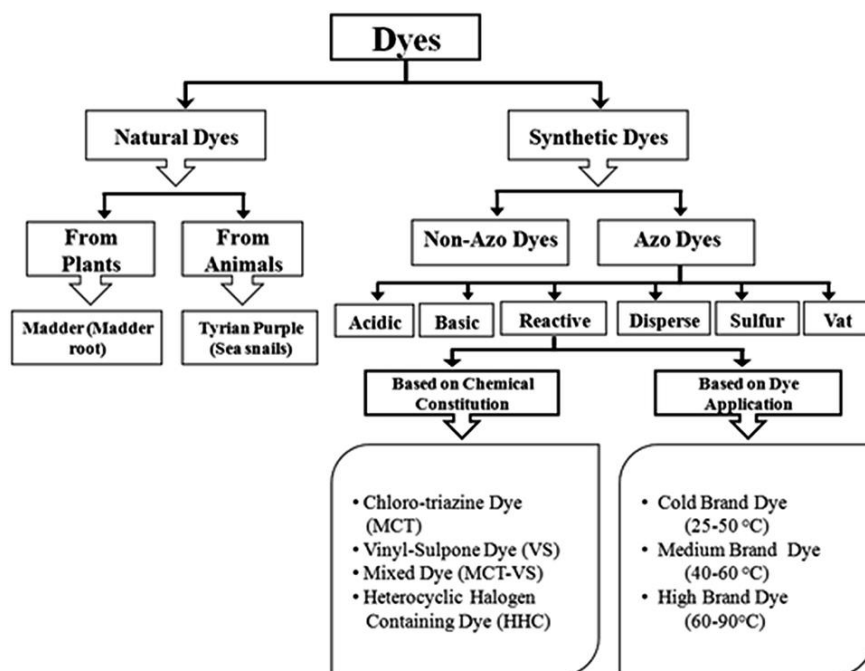 Dyes
Natural Dyes
Synthetic Dyes
From
Plants
From
Animals
Non-Azo Dyes
Azo Dyes
Madder (Madder
root)
Tyrian Purple
(Sea snails)
Acidic
Basic
Reactive
Disperse
Sulfur
Vat
Based on Chemical
Constitution
Based on Dye
Application
• Chloro-triazine Dye
(MCT)
• Vinyl-Sulpone Dye (VS)
• Mixed Dye (MCT-VS)
• Heterocyclic Halogen
Containing Dye (HHC)
• Cold Brand Dye
(25-50 °C)
• Medium Brand Dye
(40-60 °C)
• High Brand Dye
(60-90°C)